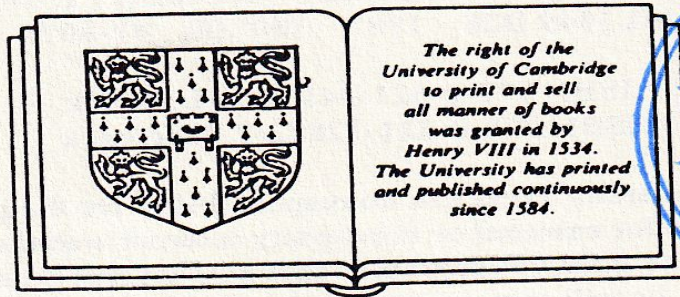 The right of the
University of Cambridge
to print and sell
all manner of books
was granted by
Henry VIII in 1534.
The University has printed
and published continuously
since 1584.